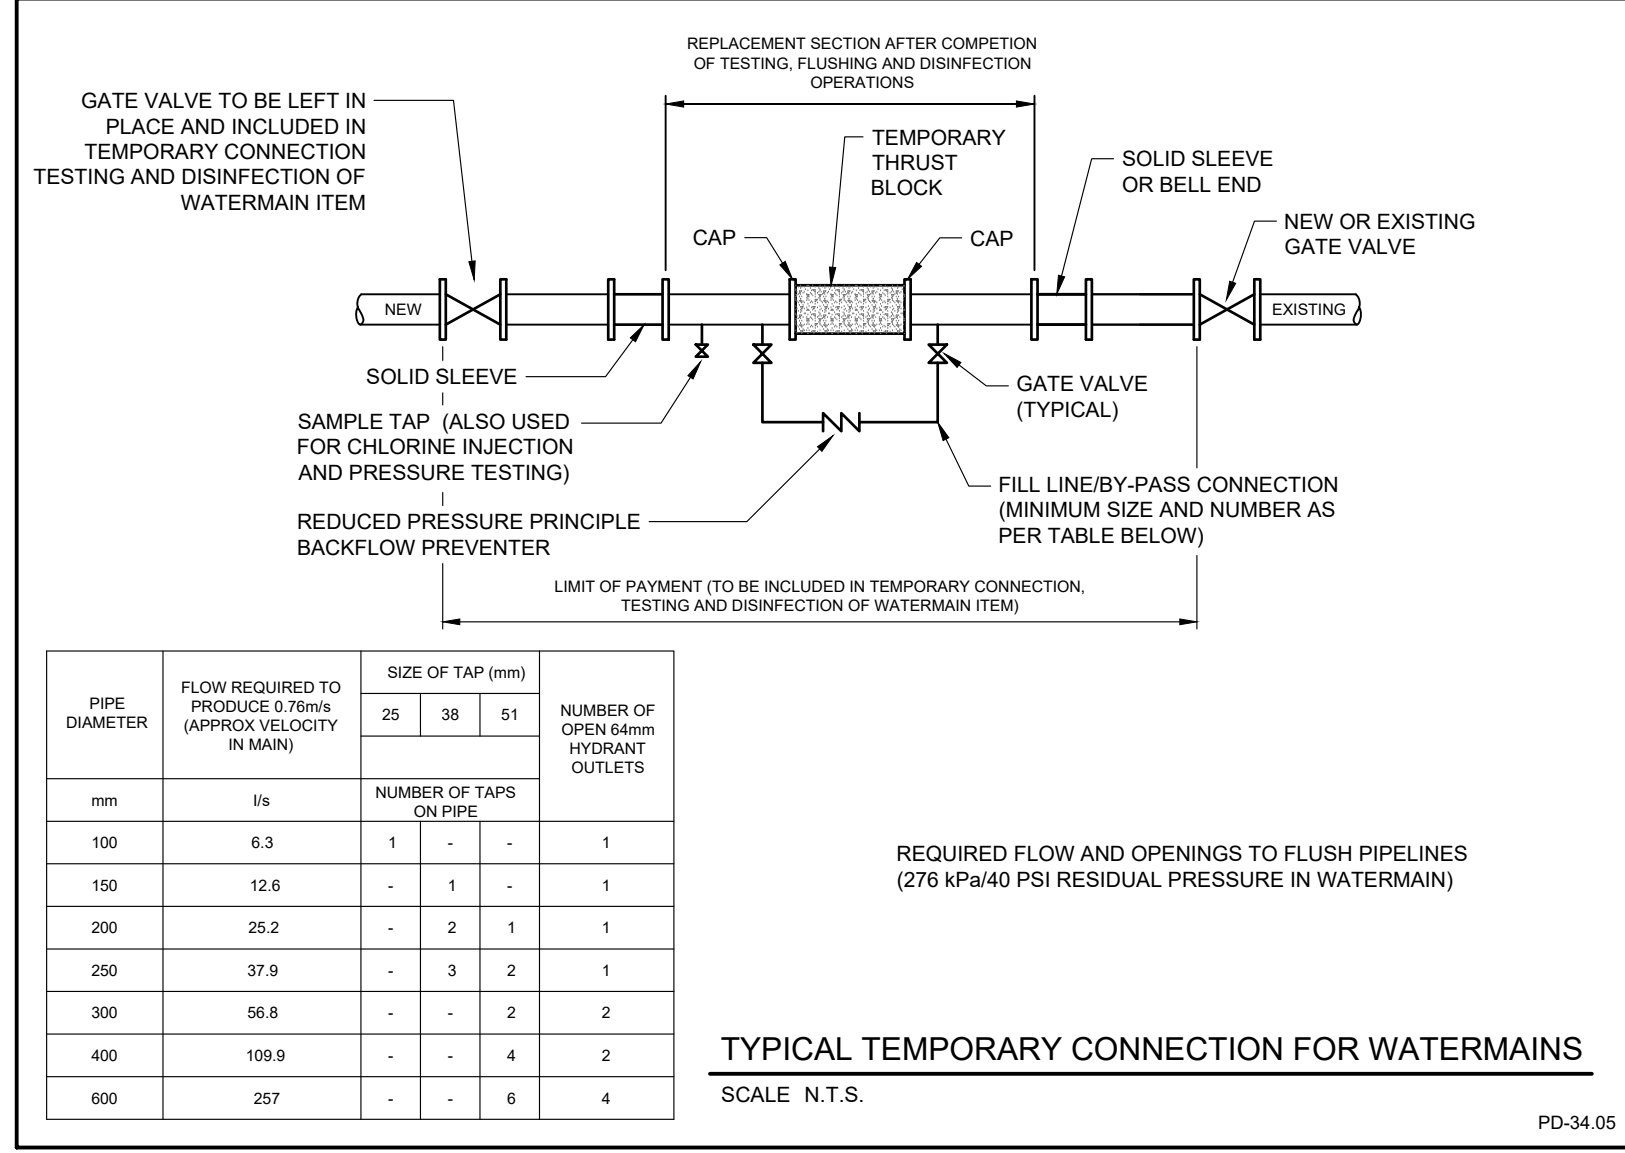 REPLACEMENT SECTION AFTER COMPETION
OF TESTING, FLUSHING AND DISINFECTION
OPERATIONS
GATE VALVE TO BE LEFT IN
PLACE AND INCLUDED IN
TEMPORARY CONNECTION
TESTING AND DISINFECTION OF
WATERMAIN ITEM
TEMPORARY
THRUST
BLOCK
SOLID SLEEVE
OR BELL END
NEW OR EXISTING
GATE VALVE
CAP
CAP
NEW
EXISTING
SOLID SLEEVE
GATE VALVE
(TYPICAL)
SAMPLE TAP (ALSO USED
FOR CHLORINE INJECTION
AND PRESSURE TESTING)
FILL LINE/BY-PASS CONNECTION
(MINIMUM SIZE AND NUMBER AS
PER TABLE BELOW)
REDUCED PRESSURE PRINCIPLE
BACKFLOW PREVENTER
LIMIT OF PAYMENT (TO BE INCLUDED IN TEMPORARY CONNECTION,
TESTING AND DISINFECTION OF WATERMAIN ITEM)
PIPE
DIAMETER
FLOW REQUIRED TO
PRODUCE 0.76m/s
(APPROX VELOCITY
IN MAIN)
SIZE OF TAP (mm)
25 38 51
NUMBER OF
OPEN 64mm
HYDRANT
OUTLETS
mm l/s
NUMBER OF TAPS
ON PIPE
100 6.3 1 - - 1
150 12.6 - 1 - 1
200 25.2 - 2 1 1
250 37.9 - 3 2 1
300 56.8 - - 2 2
400 109.9 - - 4 2
600 257 - - 6 4
REQUIRED FLOW AND OPENINGS TO FLUSH PIPELINES
(276 kPa/40 PSI RESIDUAL PRESSURE IN WATERMAIN)
TYPICAL TEMPORARY CONNECTION FOR WATERMAINS
SCALE N.T.S.
PD-34.05